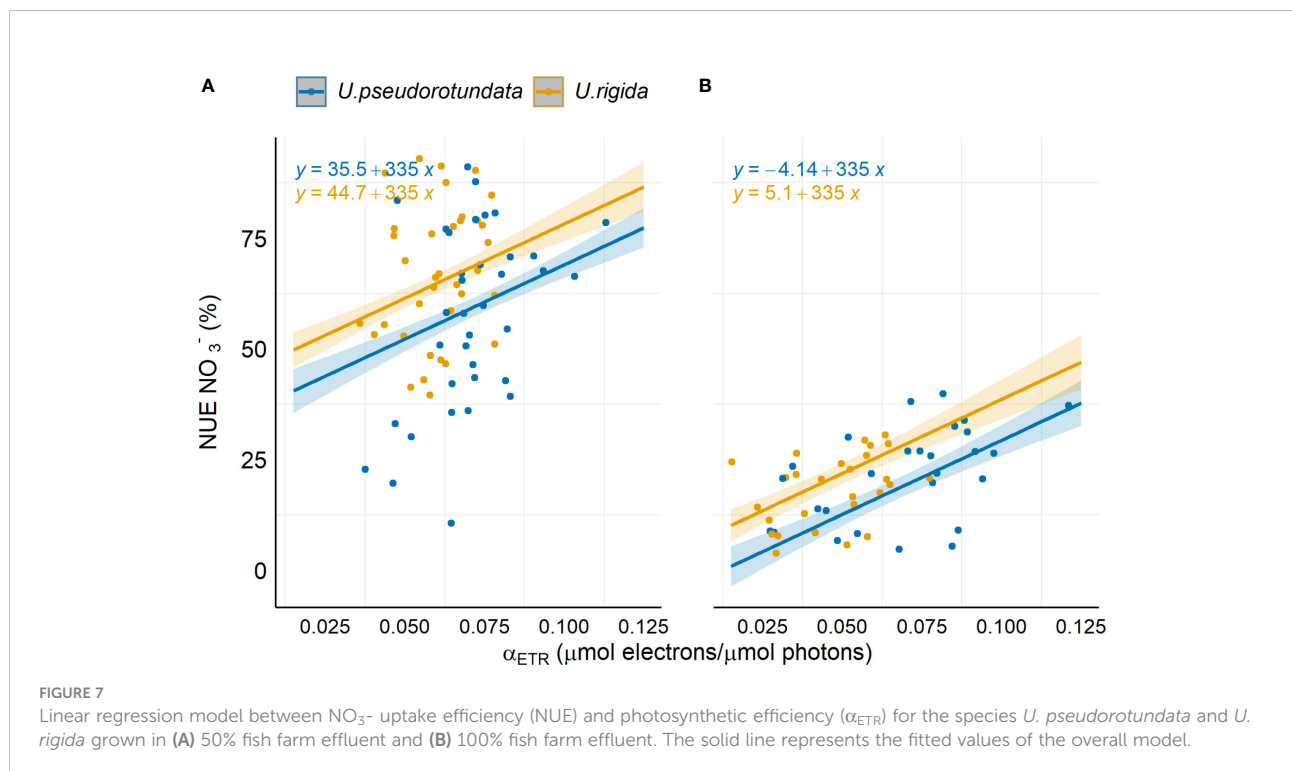 A
U.pseudorotundata U.rigida
B
y = 35.5 + 335 x
y = 44.7 + 335 x
y = −4.14 + 335 x
y = 5.1 + 335 x
75
50
25
0
NUE NO₃⁻ (%)
0.025 0.050 0.075 0.100 0.125 0.025 0.050 0.075 0.100 0.125
αETR (μmol electrons/μmol photons)
FIGURE 7
Linear regression model between NO₃- uptake efficiency (NUE) and photosynthetic efficiency (αETR) for the species U. pseudorotundata and U.
rigida grown in (A) 50% fish farm effluent and (B) 100% fish farm effluent. The solid line represents the fitted values of the overall model.